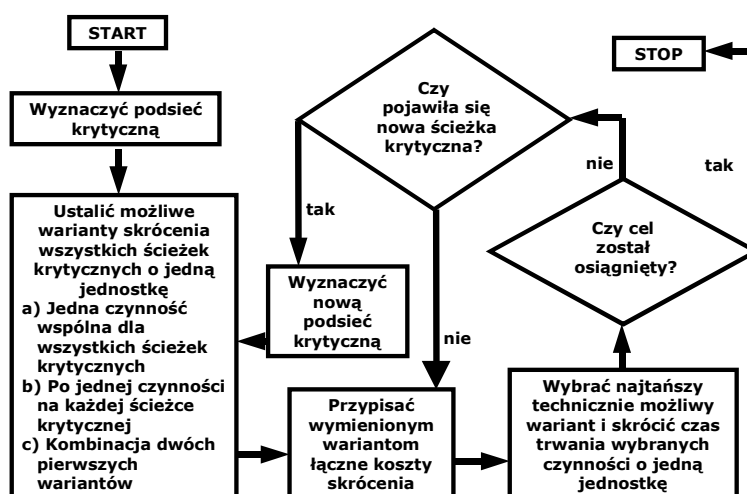 START
Wyznaczyć podsieć
krytyczną
Ustalić możliwe
warianty skrócenia
wszystkich ścieżek
krytycznych o jedną
jednostkę
a) Jedna czynność
wspólna dla
wszystkich ścieżek
krytycznych
b) Po jednej czynności
na każdej ścieżce
krytycznej
c) Kombinacja dwóch
pierwszych
wariantów
Czy
pojawiła się
nowa ścieżka
krytyczna?
tak
Wyznaczyć
nową
podsieć
krytyczną
nie
Przypisać
wymienionym
wariantom
łączne koszty
skrócenia
STOP
nie
tak
Czy cel
został
osiągnięty?
Wybrać najtańszy
technicznie możliwy
wariant i skrócić czas
trwania wybranych
czynności o jedną
jednostkę